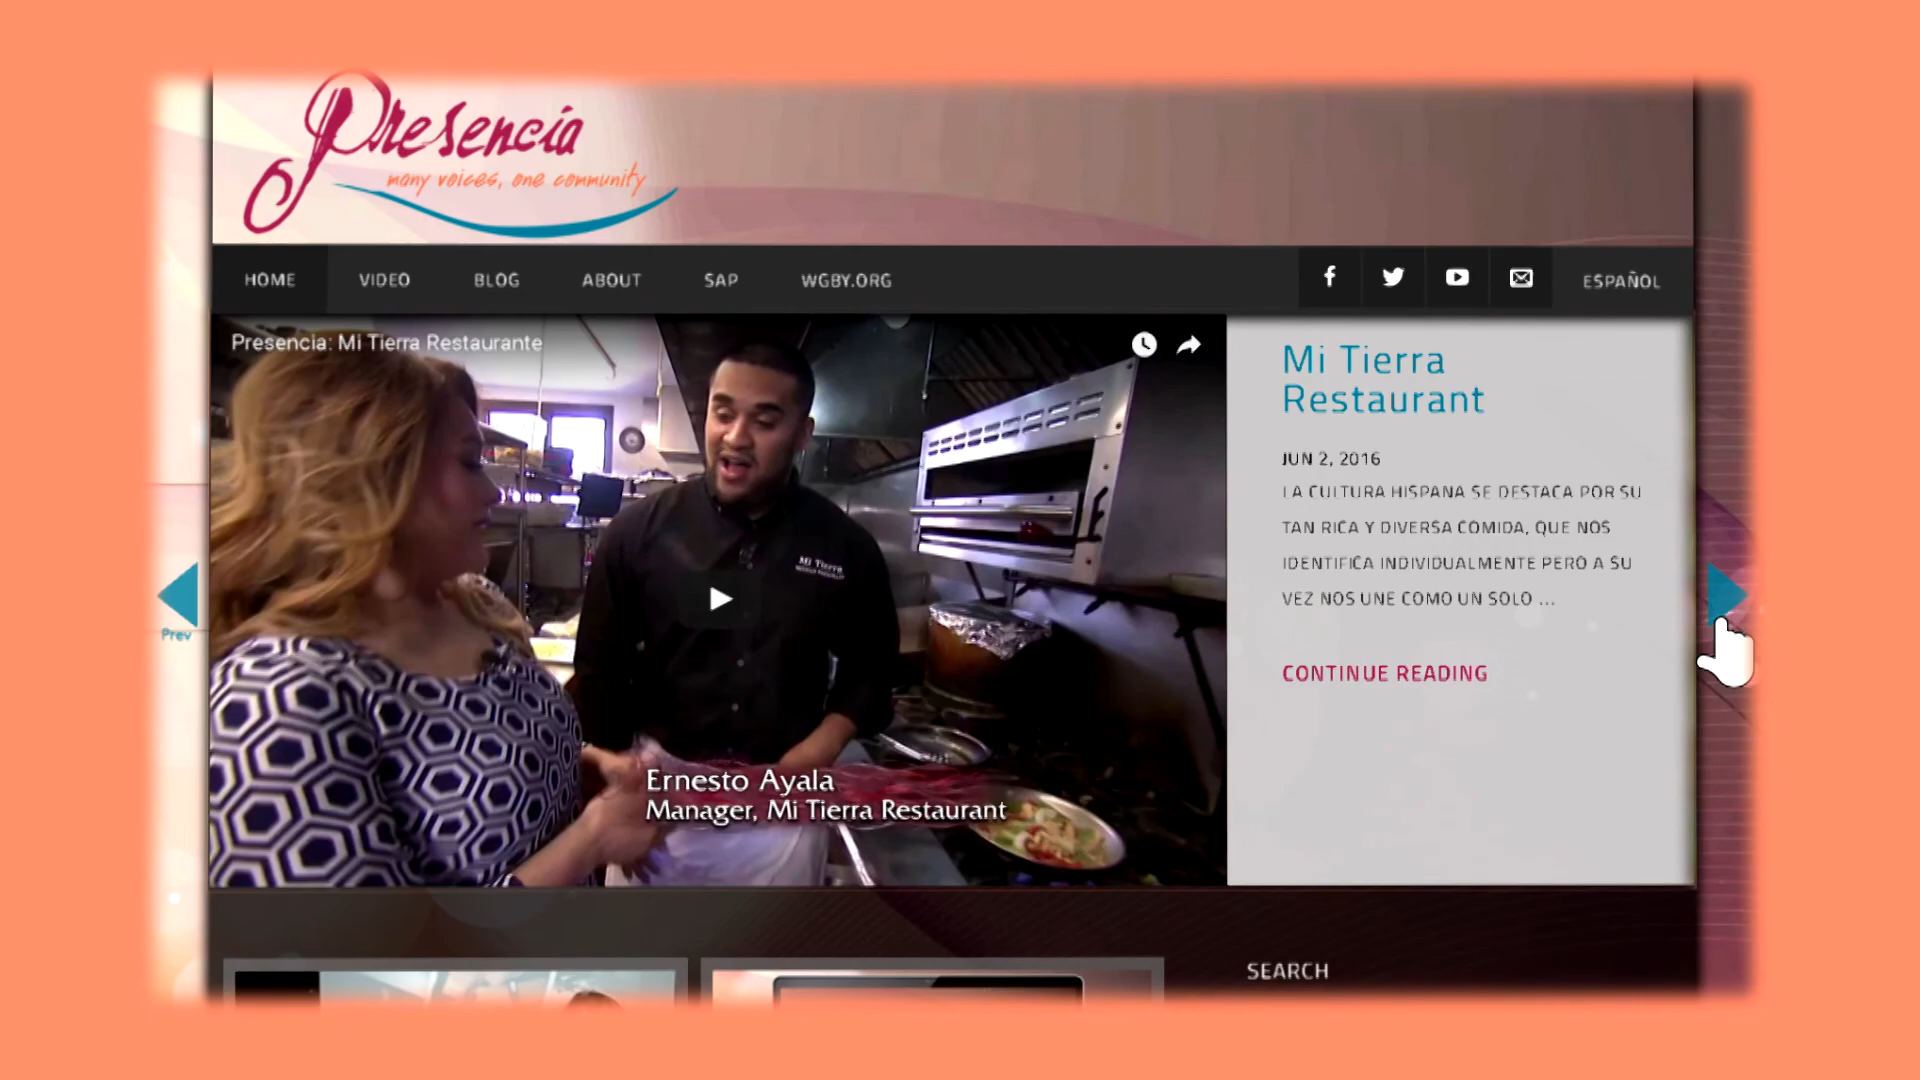 Presencia
many voices, one community
HOME VIDEO BLOG ABOUT SAP WGBY.ORG ESPAÑOL
Presencia: Mi Tierra Restaurante
Mi Tierra
Restaurant
JUN 2, 2016
LA CULTURA HISPANA SE DESTACA POR SU
TAN RICA Y DIVERSA COMIDA, QUE NOS
IDENTIFICA INDIVIDUALMENTE PERO A SU
VEZ NOS UNE COMO UN SOLO ...
CONTINUE READING
Mi Tierra
Prev
Ernesto Ayala
Manager, Mi Tierra Restaurant
SEARCH